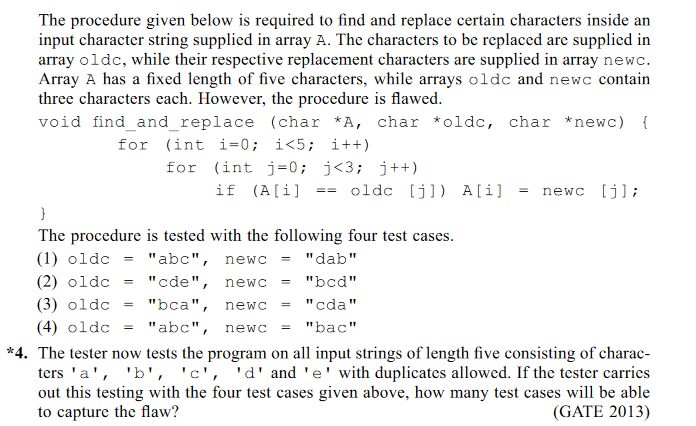 The procedure given below is required to find and replace certain characters inside an
input character string supplied in array A. The characters to be replaced are supplied in
array oldc, while their respective replacement characters are supplied in array newc.
Array A has a fixed length of five characters, while arrays oldc and newc contain
three characters each. However, the procedure is flawed.
void find_and_replace (char *A, char *oldc, char *newc) {
for (int i=0; i<5; i++)
for (int j=0; j<3; j++)
if (A[i] == oldc [j]) A[i] = newc [j];
}
The procedure is tested with the following four test cases.
(1) oldc = "abc", newc = "dab"
(2) oldc = "cde", newc = "bcd"
(3) oldc = "bca", newc = "cda"
(4) oldc = "abc", newc = "bac"
*4. The tester now tests the program on all input strings of length five consisting of charac-
ters 'a', 'b', 'c', 'd' and 'e' with duplicates allowed. If the tester carries
out this testing with the four test cases given above, how many test cases will be able
to capture the flaw? (GATE 2013)